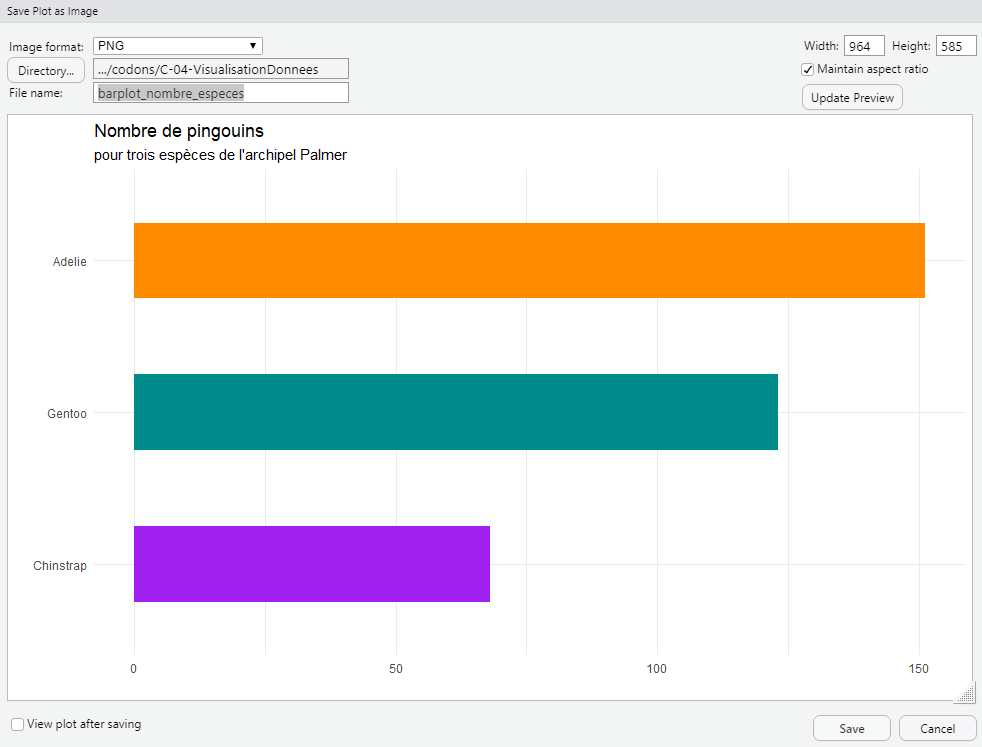 Save Plot as Image
Image format: PNG
Width: 964 Height: 585
Directory... .../codons/C-04-VisualisationDonnees
Maintain aspect ratio
File name: barplot_nombre_especes
Update Preview
Nombre de pingouins
pour trois espèces de l'archipel Palmer
Adelie
Gentoo
Chinstrap
0 50 100 150
View plot after saving
Save Cancel